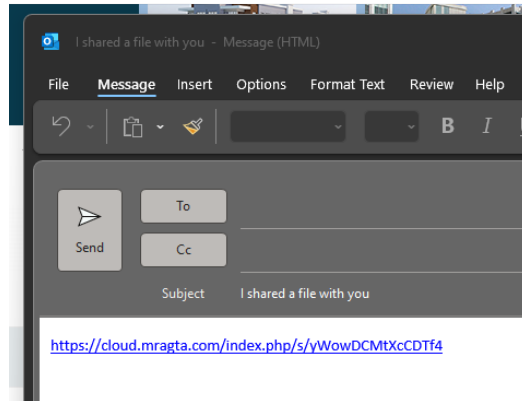 I shared a file with you - Message (HTML)
File Message Insert Options Format Text Review Help
B I
To
Send
Cc
Subject I shared a file with you
https://cloud.mragta.com/index.php/s/yWowDCMtXcCDTf4